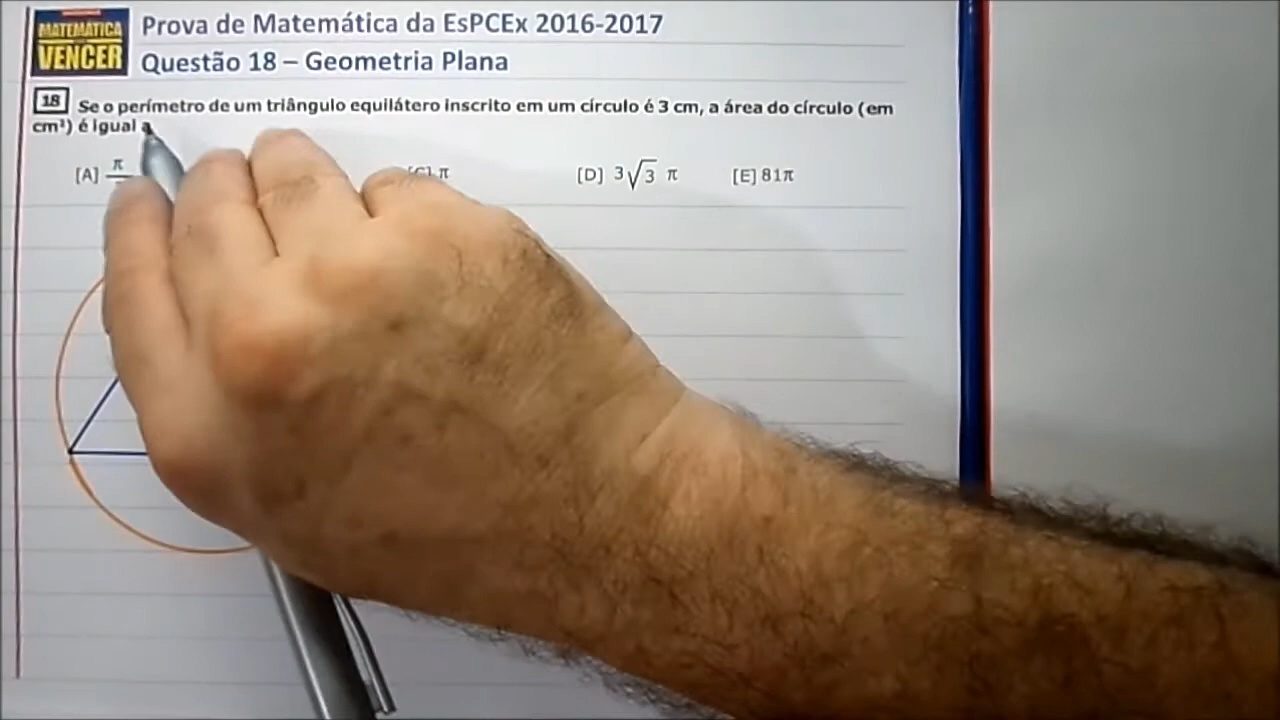 MATEMÁTICA
VENCER
Prova de Matemática da EsPCEx 2016-2017
Questão 18 – Geometria Plana
18 Se o perímetro de um triângulo equilátero inscrito em um círculo é 3 cm, a área do círculo (em
cm²) é igual a
[A] π [C] π [D] 3√3 π [E] 81π